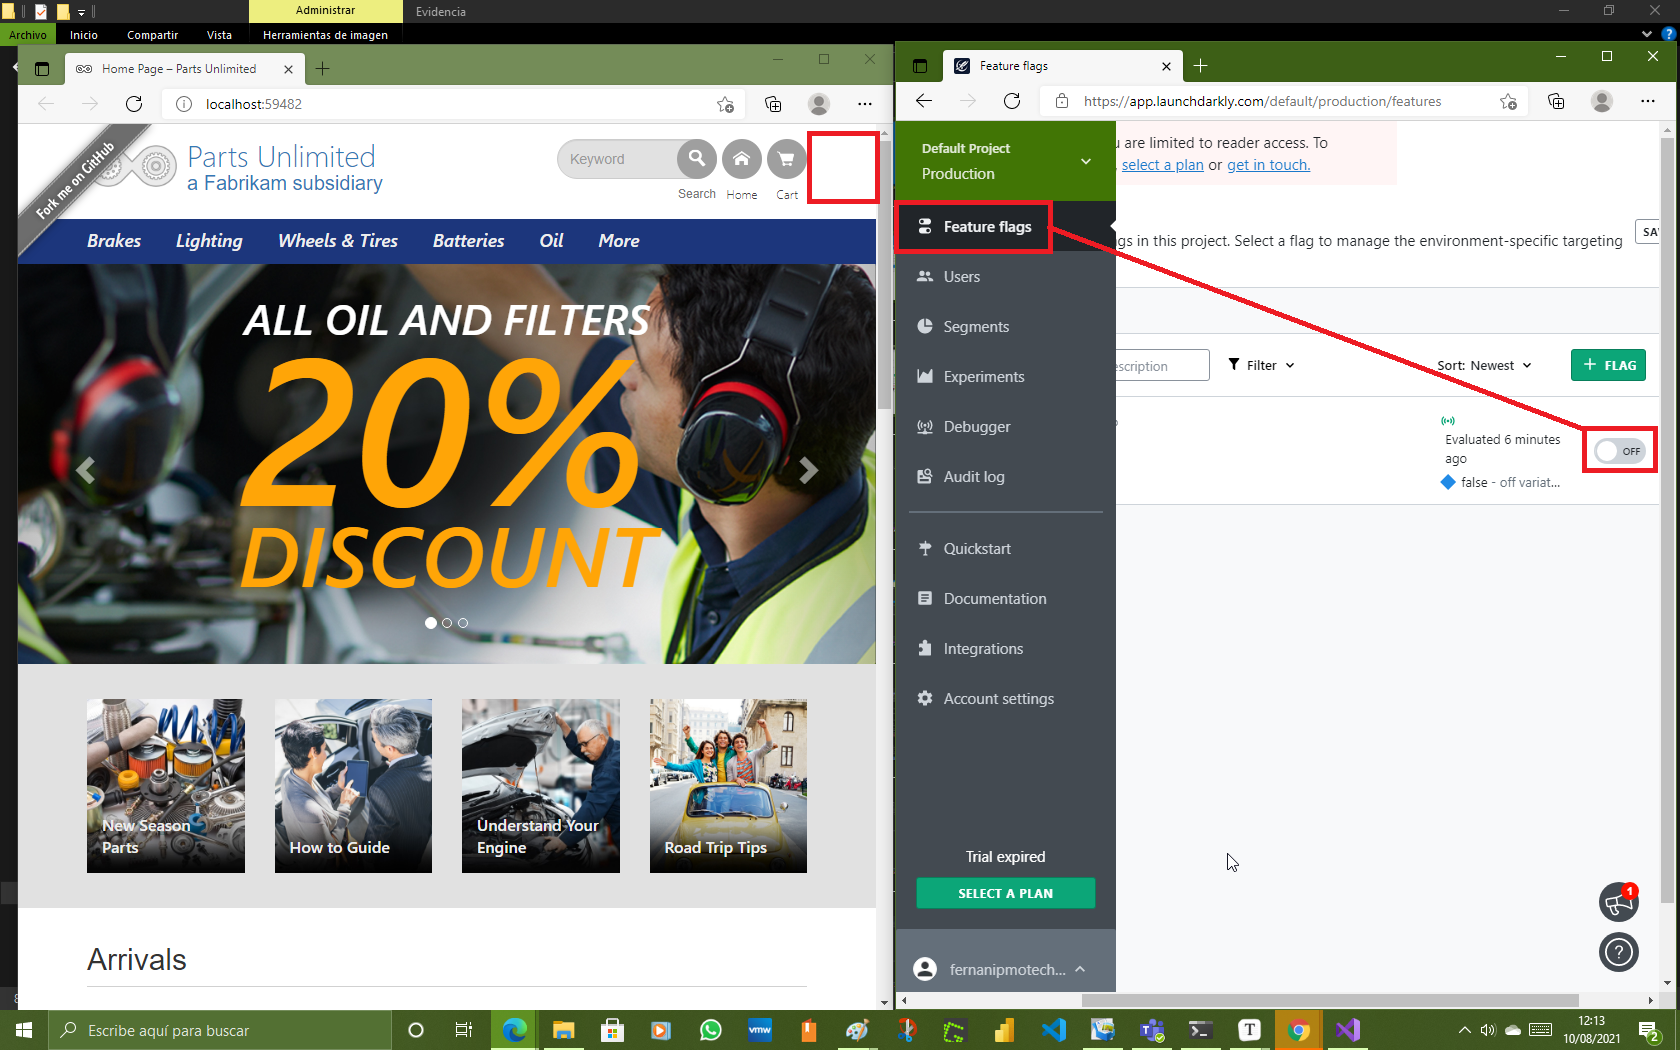 Administrar
Evidencia
Archivo
Inicio
Compartir
Vista
Herramientas de imagen
Home Page – Parts Unlimited
localhost:59482
Fork me on GitHub
Parts Unlimited
a Fabrikam subsidiary
Keyword
Search
Home
Cart
Brakes
Lighting
Wheels & Tires
Batteries
Oil
More
ALL OIL AND FILTERS
20%
DISCOUNT
New Season
Parts
How to Guide
Understand Your
Engine
Road Trip Tips
Arrivals
Feature flags
https://app.launchdarkly.com/default/production/features
Default Project
Production
are limited to reader access. To
select a plan or get in touch.
Feature flags
in this project. Select a flag to manage the environment-specific targeting
Users
Segments
Experiments
Debugger
Audit log
Quickstart
Documentation
Integrations
Account settings
Filter
Sort: Newest
+ FLAG
Evaluated 6 minutes
ago
OFF
false - off variat...
Trial expired
SELECT A PLAN
fernanipmotech...
1
?
Escribe aquí para buscar
vmw
T
12:13
10/08/2021
2